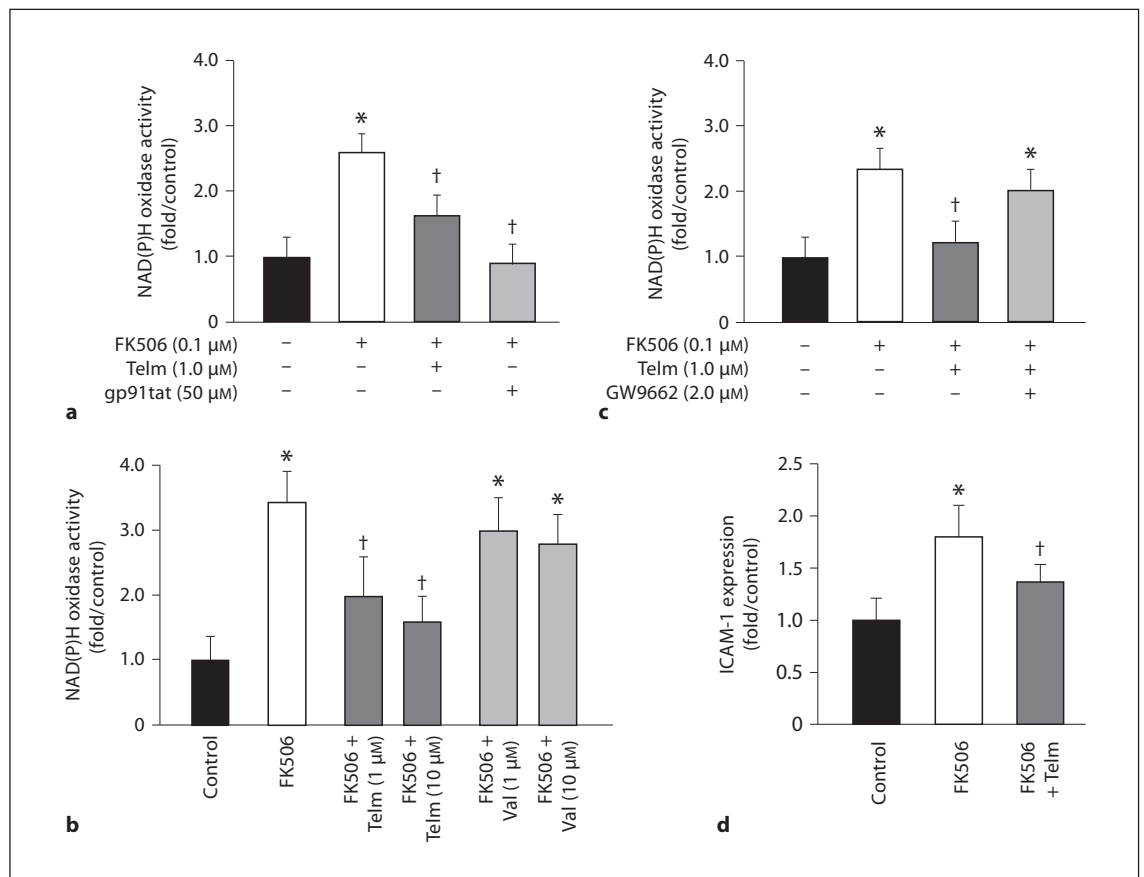 4.0
3.0
2.0
1.0
0
NAD(P)H oxidase activity
(fold/control)
*
†
†
FK506 (0.1 µM) – + + +
Telm (1.0 µM) – – + –
gp91tat (50 µM) – – – +
a
4.0
3.0
2.0
1.0
0
NAD(P)H oxidase activity
(fold/control)
*
†
*
FK506 (0.1 µM) – + + +
Telm (1.0 µM) – – + +
GW9662 (2.0 µM) – – – +
c
4.0
3.0
2.0
1.0
0
NAD(P)H oxidase activity
(fold/control)
*
†
†
*
*
Control
FK506
FK506 +
Telm (1 µM)
FK506 +
Telm (10 µM)
FK506 +
Val (1 µM)
FK506 +
Val (10 µM)
b
2.5
2.0
1.5
1.0
0.5
0
ICAM-1 expression
(fold/control)
*
†
Control
FK506
FK506
+ Telm
d